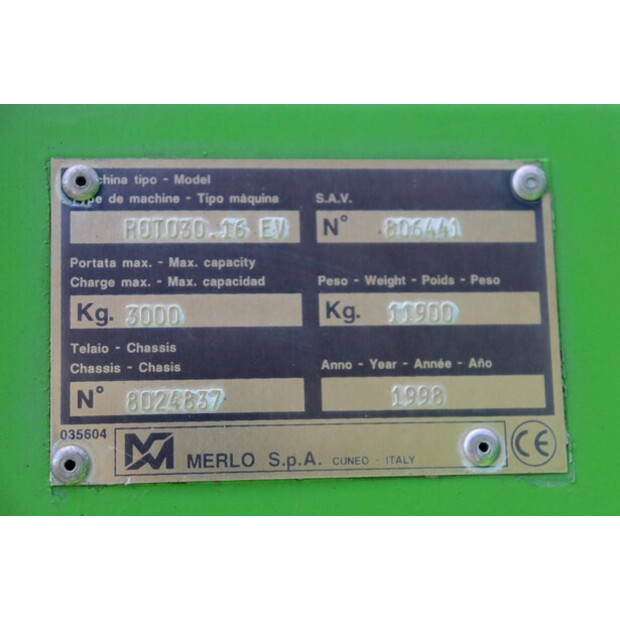 china tipo - Model
Type de machine - Tipo màquina
ROTO30.16 EV
S.A.V.
N° 806441
Portata max. - Max. capacity
Charge max. - Max. capacidad
Kg. 3000
Peso - Weight - Poids - Peso
Kg. 11900
Telaio - Chassis
Chassis - Chasis
N° 8024837
Anno - Year - Année - Año
1998
035604
MERLO S.p.A. CUNEO - ITALY
CE